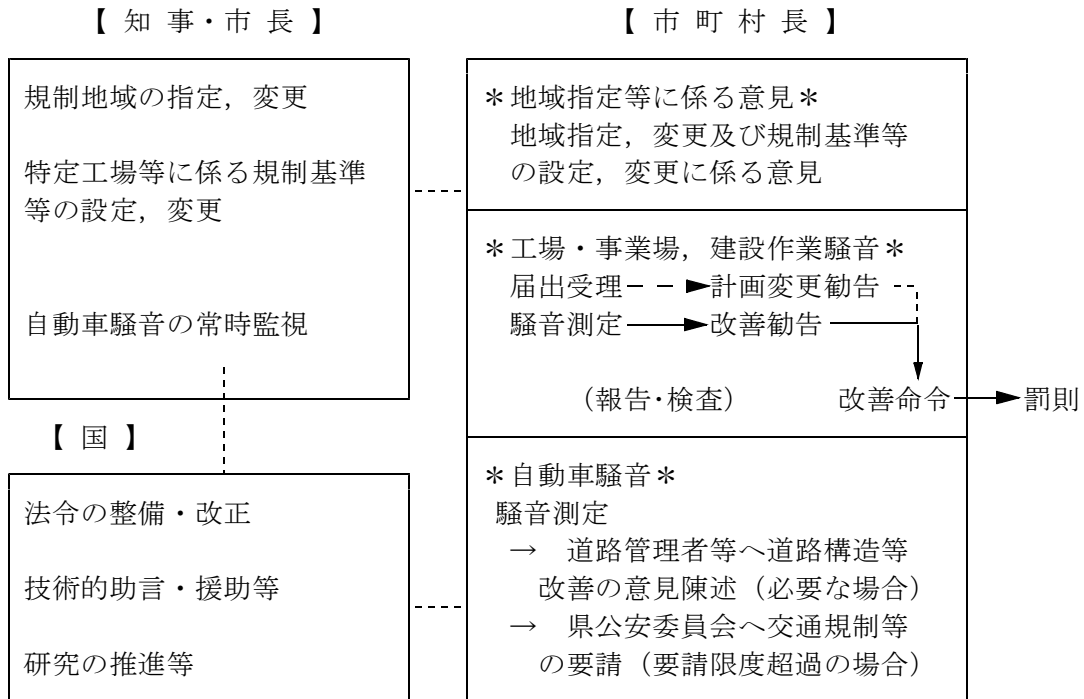 【 知 事・市 長 】
規制地域の指定，変更
特定工場等に係る規制基準
等の設定，変更
自動車騒音の常時監視
【 国 】
法令の整備・改正
技術的助言・援助等
研究の推進等
【 市 町 村 長 】
＊地域指定等に係る意見＊
地域指定，変更及び規制基準等
の設定，変更に係る意見
＊工場・事業場，建設作業騒音＊
届出受理 計画変更勧告
騒音測定 改善勧告
（報告・検査） 改善命令 罰則
＊自動車騒音＊
騒音測定
→ 道路管理者等へ道路構造等
改善の意見陳述（必要な場合）
→ 県公安委員会へ交通規制等
の要請（要請限度超過の場合）